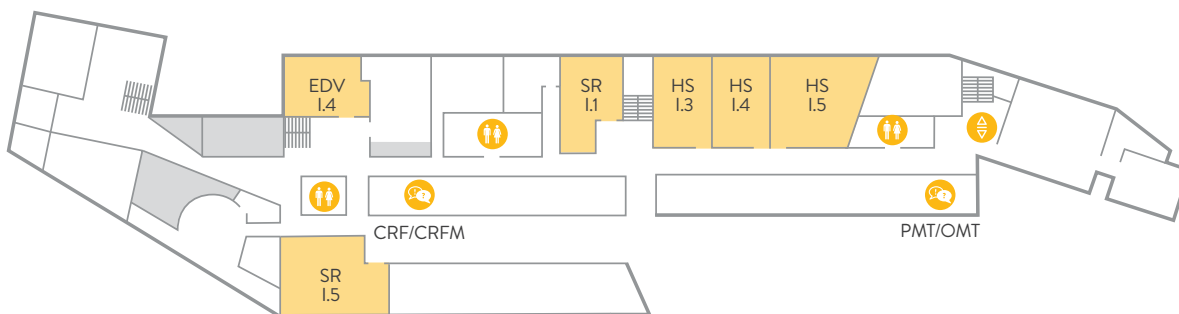 EDV
I.4
SR
I.1
HS
I.3
HS
I.4
HS
I.5
CRF/CRFM
PMT/OMT
SR
I.5